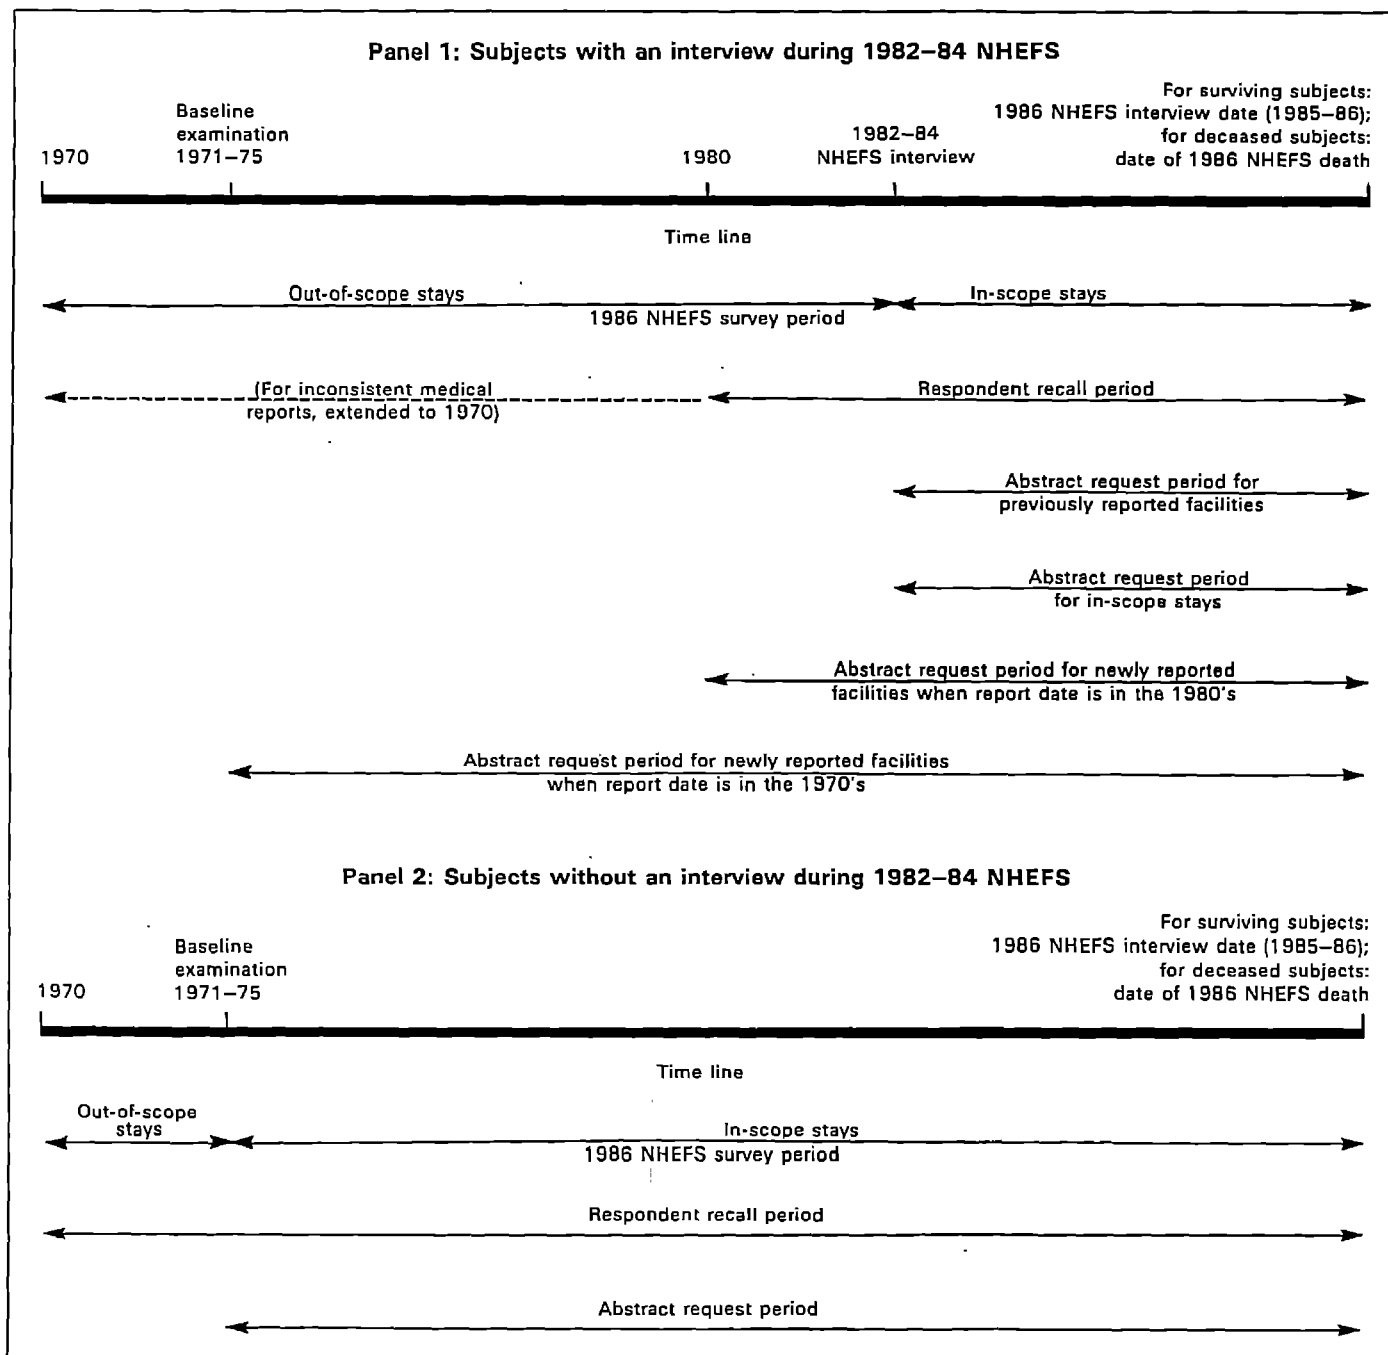 Panel 1: Subjects with an interview during 1982–84 NHEFS
For surviving subjects:
1986 NHEFS interview date (1985–86);
for deceased subjects:
date of 1986 NHEFS death
Baseline
examination
1971–75
1982–84
NHEFS interview
1970
1980
Time line
Out-of-scope stays
In-scope stays
1986 NHEFS survey period
(For inconsistent medical
reports, extended to 1970)
Respondent recall period
Abstract request period for
previously reported facilities
Abstract request period
for in-scope stays
Abstract request period for newly reported
facilities when report date is in the 1980's
Abstract request period for newly reported facilities
when report date is in the 1970's
Panel 2: Subjects without an interview during 1982–84 NHEFS
For surviving subjects:
1986 NHEFS interview date (1985–86);
for deceased subjects:
date of 1986 NHEFS death
Baseline
examination
1971–75
1970
Time line
Out-of-scope
stays
In-scope stays
1986 NHEFS survey period
Respondent recall period
Abstract request period